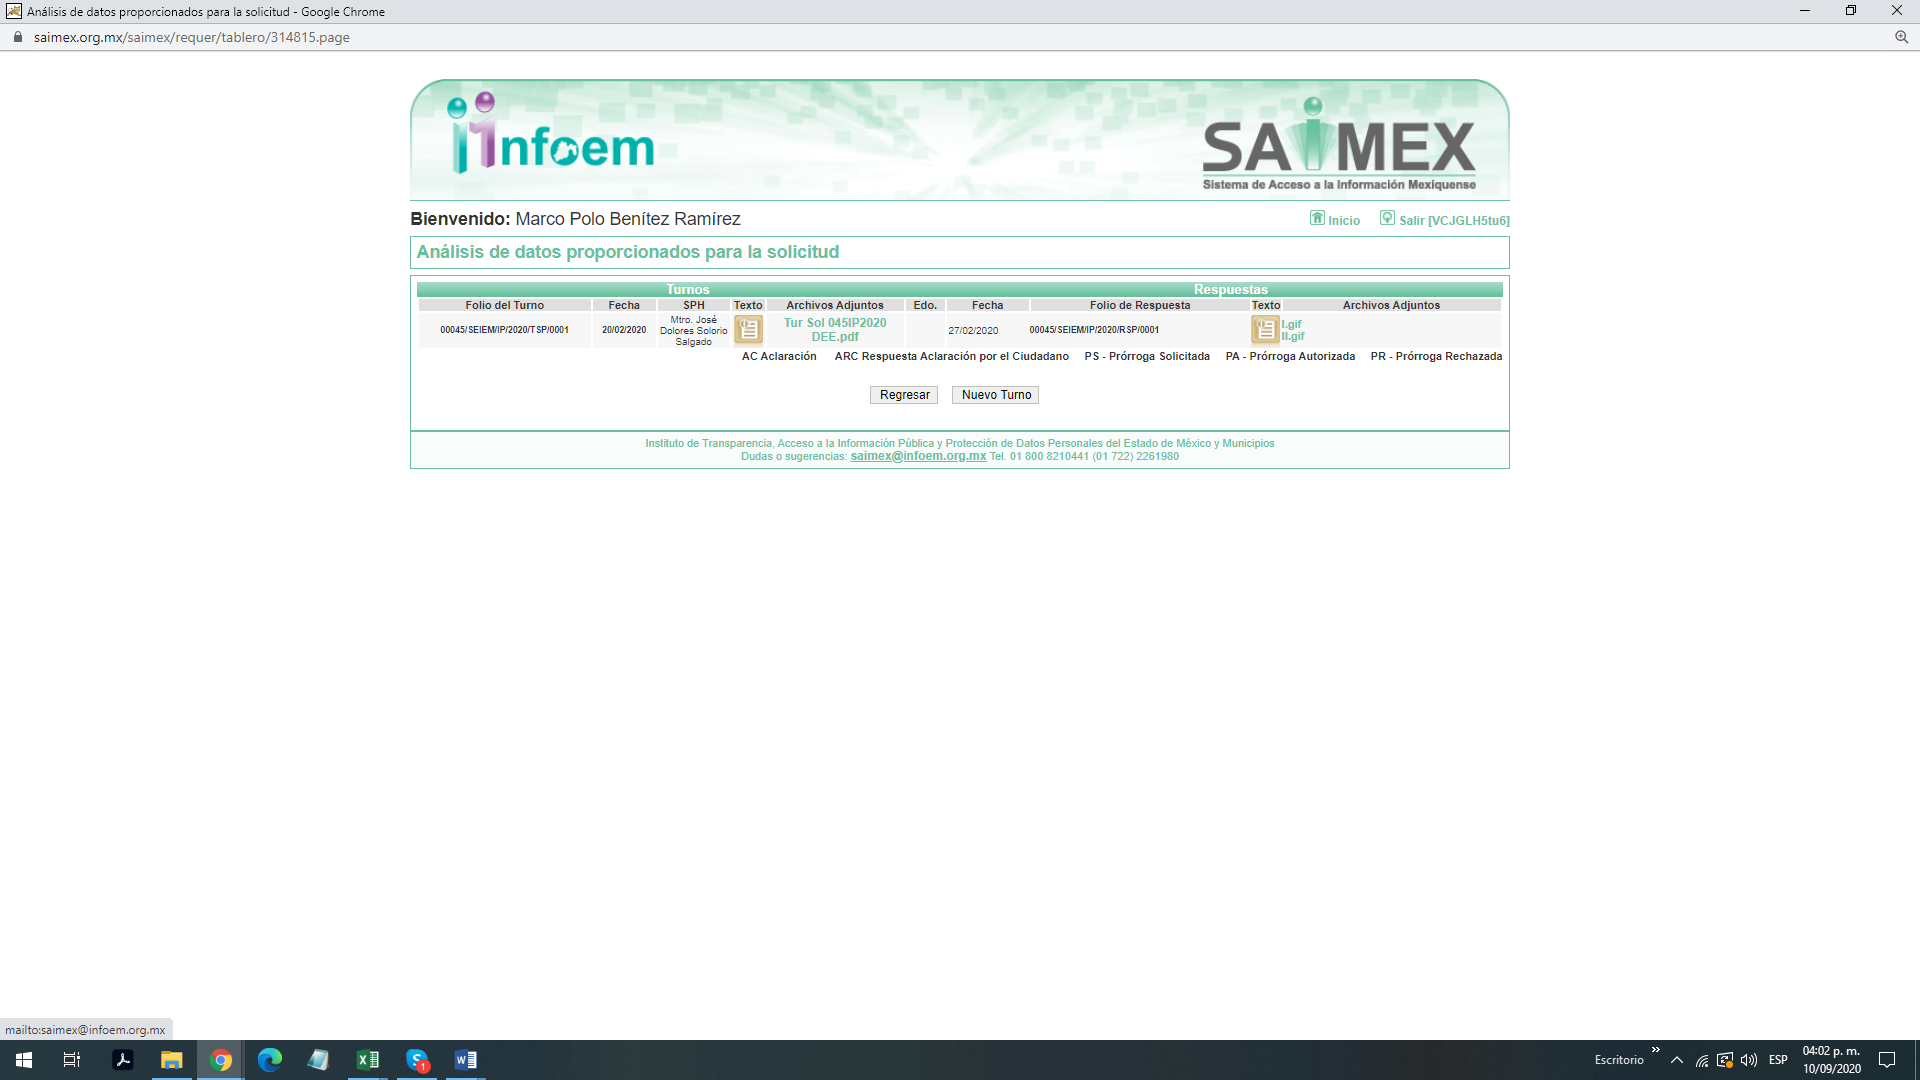 Análisis de datos proporcionados para la solicitud - Google Chrome
saimex.org.mx/saimex/requer/tablero/314815.page
infoem
SAIMEX
Sistema de Acceso a la Información Mexiquense
Bienvenido: Marco Polo Benítez Ramírez
Inicio Salir [VCJGLH5tu6]
Análisis de datos proporcionados para la solicitud
Turnos Respuestas
Folio del Turno Fecha SPH Texto Archivos Adjuntos Edo. Fecha Folio de Respuesta Texto Archivos Adjuntos
00045/SEIEM/IP/2020/TSP/0001 20/02/2020 Mtro. José Dolores Solorio Salgado Tur Sol 045IP2020 DEE.pdf 27/02/2020 00045/SEIEM/IP/2020/RSP/0001 I.gif II.gif
AC Aclaración ARC Respuesta Aclaración por el Ciudadano PS - Prórroga Solicitada PA - Prórroga Autorizada PR - Prórroga Rechazada
Regresar Nuevo Turno
Instituto de Transparencia, Acceso a la Información Pública y Protección de Datos Personales del Estado de México y Municipios
Dudas o sugerencias: saimex@infoem.org.mx Tel. 01 800 8210441 (01 722) 2261980
mailto:saimex@infoem.org.mx
Escritorio ESP 04:02 p. m.
10/09/2020